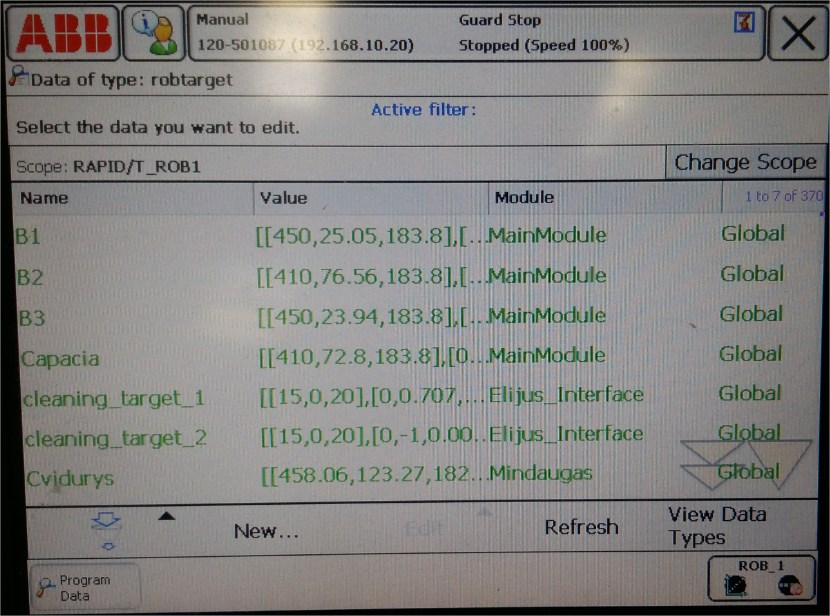 ABB
Manual
Guard Stop
120-501087 (192.168.10.20)
Stopped (Speed 100%)
Data of type: robtarget
Active filter:
Select the data you want to edit.
Scope: RAPID/T_ROB1
Change Scope
Name Value Module 1 to 7 of 370
B1 [[450,25.05,183.8],[... MainModule Global
B2 [[410,76.56,183.8],[... MainModule Global
B3 [[450,23.94,183.8],[... MainModule Global
Capacia [[410,72.8,183.8],[0... MainModule Global
cleaning_target_1 [[15,0,20],[0,0.707,... Elijus_Interface Global
cleaning_target_2 [[15,0,20],[0,-1,0.00.. Elijus_Interface Global
Cvidurys [[458.06,123.27,182... Mindaugas Global
New... Edit Refresh View Data
Types
Program
Data
ROB_1